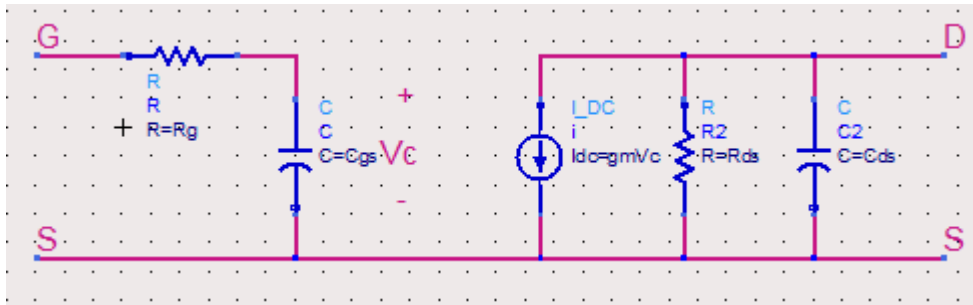 G
D
R
R
R=Rg
C
C
C=Cgs
+
Vc
-
I_DC
i
Idc=gmVc
R
R2
R=Rds
C
C2
C=Cds
S
S